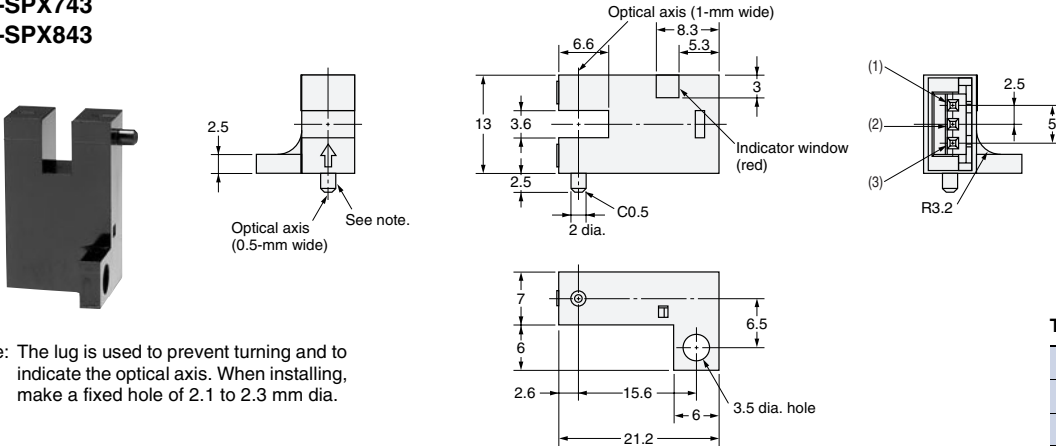 -SPX743
-SPX843
2.5
Optical axis
(0.5-mm wide)
See note.
Optical axis (1-mm wide)
8.3
6.6
5.3
3
13
3.6
Indicator window
(red)
2.5
C0.5
2 dia.
(1)
(2)
(3)
2.5
5
R3.2
7
6
6.5
2.6
15.6
6
3.5 dia. hole
21.2
e: The lug is used to prevent turning and to
indicate the optical axis. When installing,
make a fixed hole of 2.1 to 2.3 mm dia.
T